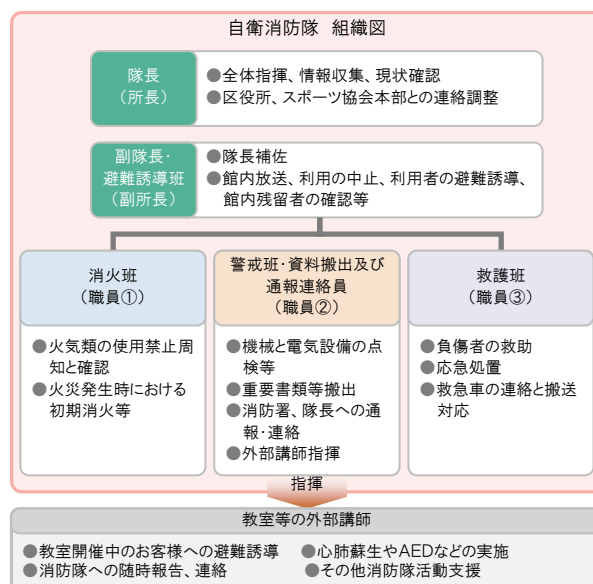 自衛消防隊 組織図
隊長
（所長）
●全体指揮、情報収集、現状確認
●区役所、スポーツ協会本部との連絡調整
副隊長・
避難誘導班
（副所長）
●隊長補佐
●館内放送、利用の中止、利用者の避難誘導、
館内残留者の確認等
消火班
（職員①）
●火気類の使用禁止周
知と確認
●火災発生時における
初期消火等
警戒班・資料搬出及び
通報連絡員
（職員②）
●機械と電気設備の点
検等
●重要書類等搬出
●消防署、隊長への通
報・連絡
●外部講師指揮
救護班
（職員③）
●負傷者の救助
●応急処置
●救急車の連絡と搬送
対応
指揮
教室等の外部講師
●教室開催中のお客様への避難誘導
●消防隊への随時報告、連絡
●心肺蘇生やAEDなどの実施
●その他消防隊活動支援